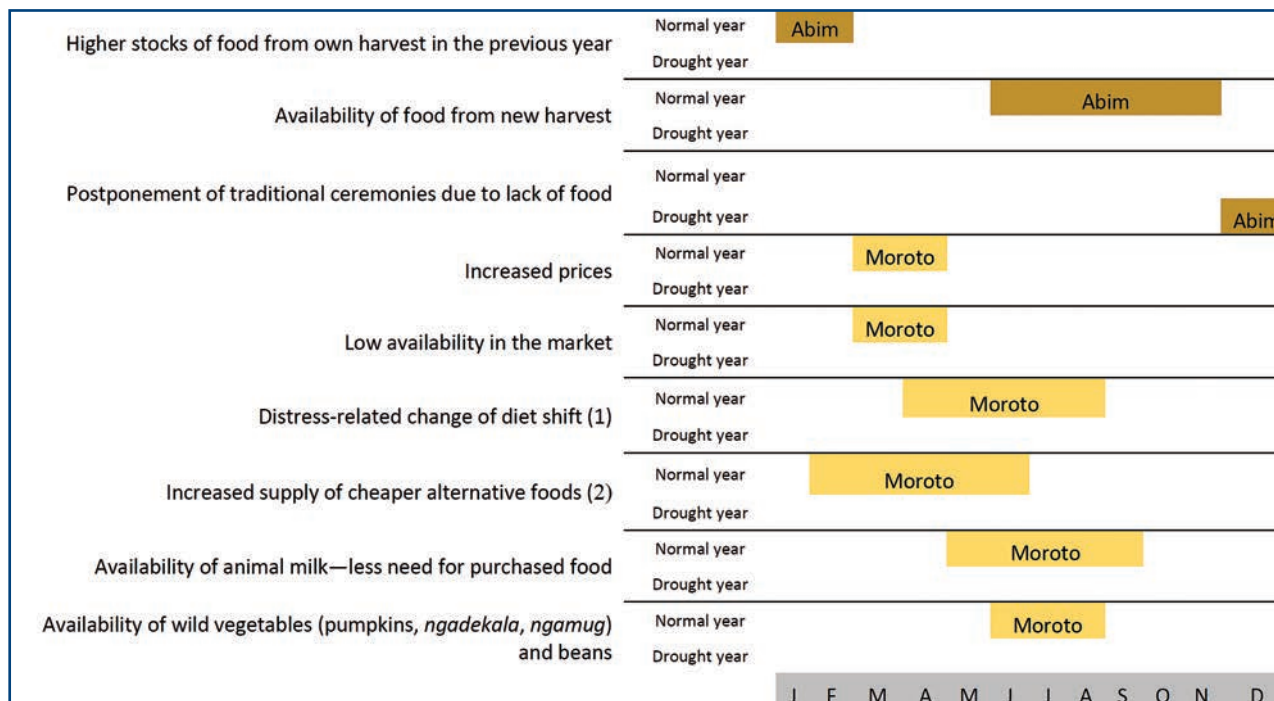 Higher stocks of food from own harvest in the previous year
Normal year
Abim
Drought year
Availability of food from new harvest
Normal year
Abim
Drought year
Postponement of traditional ceremonies due to lack of food
Normal year
Drought year
Abim
Increased prices
Normal year
Moroto
Drought year
Low availability in the market
Normal year
Moroto
Drought year
Distress-related change of diet shift (1)
Normal year
Moroto
Drought year
Increased supply of cheaper alternative foods (2)
Normal year
Moroto
Drought year
Availability of animal milk—less need for purchased food
Normal year
Moroto
Drought year
Availability of wild vegetables (pumpkins, ngadekala, ngamug)
and beans
Normal year
Moroto
Drought year
J F M A M J J A S O N D